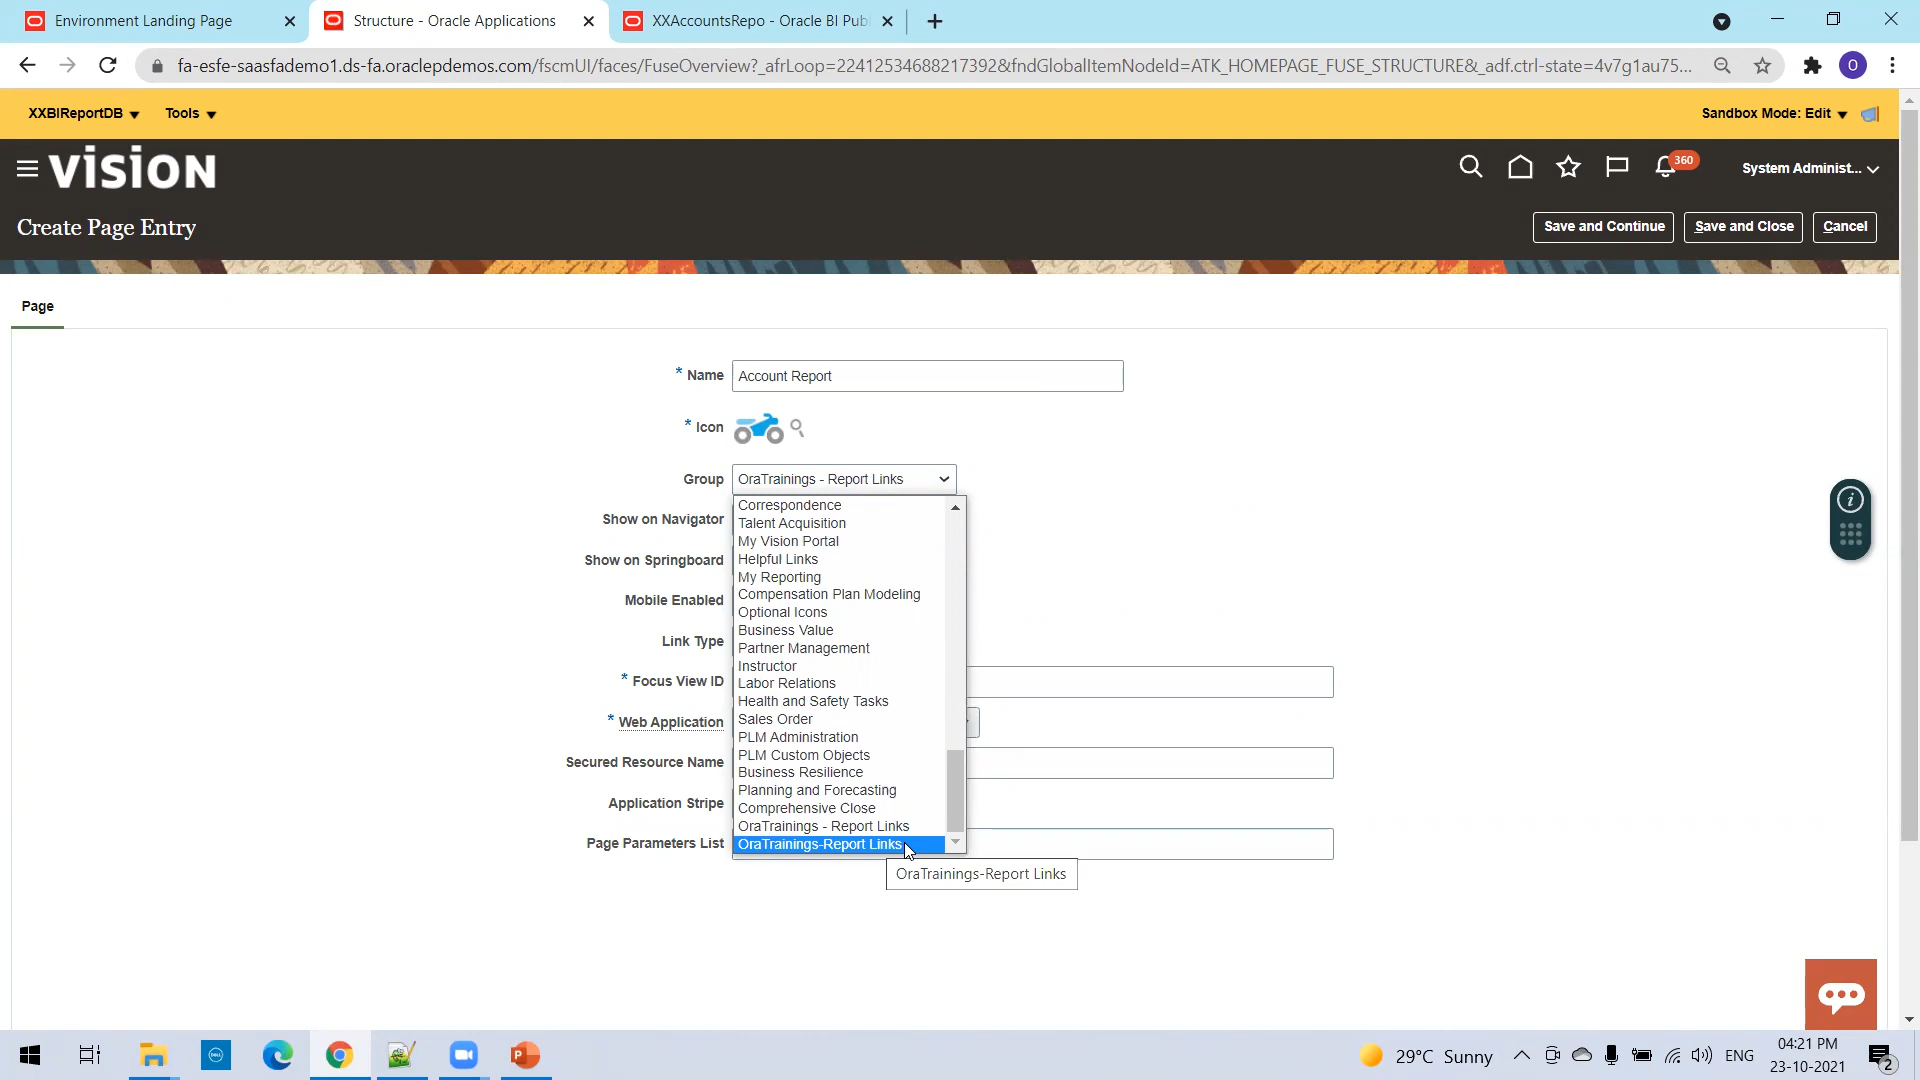 Environment Landing Page
Structure - Oracle Applications
XXAccountsRepo - Oracle BI Pub
fa-esfe-saasfademo1.ds-fa.oraclepdemos.com/fscmUI/faces/FuseOverview?_afrLoop=22412534688217392&fndGlobalItemNodeId=ATK_HOMEPAGE_FUSE_STRUCTURE&_adf.ctrl-state=4v7g1au75...
O
XXBIReportDB
Tools
Sandbox Mode: Edit
VISION
360
System Administ...
Create Page Entry
Save and Continue
Save and Close
Cancel
Page
* Name
Account Report
* Icon
Group
OraTrainings - Report Links
Show on Navigator
Show on Springboard
Mobile Enabled
Link Type
* Focus View ID
* Web Application
Secured Resource Name
Application Stripe
Page Parameters List
Correspondence
Talent Acquisition
My Vision Portal
Helpful Links
My Reporting
Compensation Plan Modeling
Optional Icons
Business Value
Partner Management
Instructor
Labor Relations
Health and Safety Tasks
Sales Order
PLM Administration
PLM Custom Objects
Business Resilience
Planning and Forecasting
Comprehensive Close
OraTrainings - Report Links
OraTrainings-Report Links
OraTrainings-Report Links
29°C Sunny
ENG
04:21 PM
23-10-2021
2